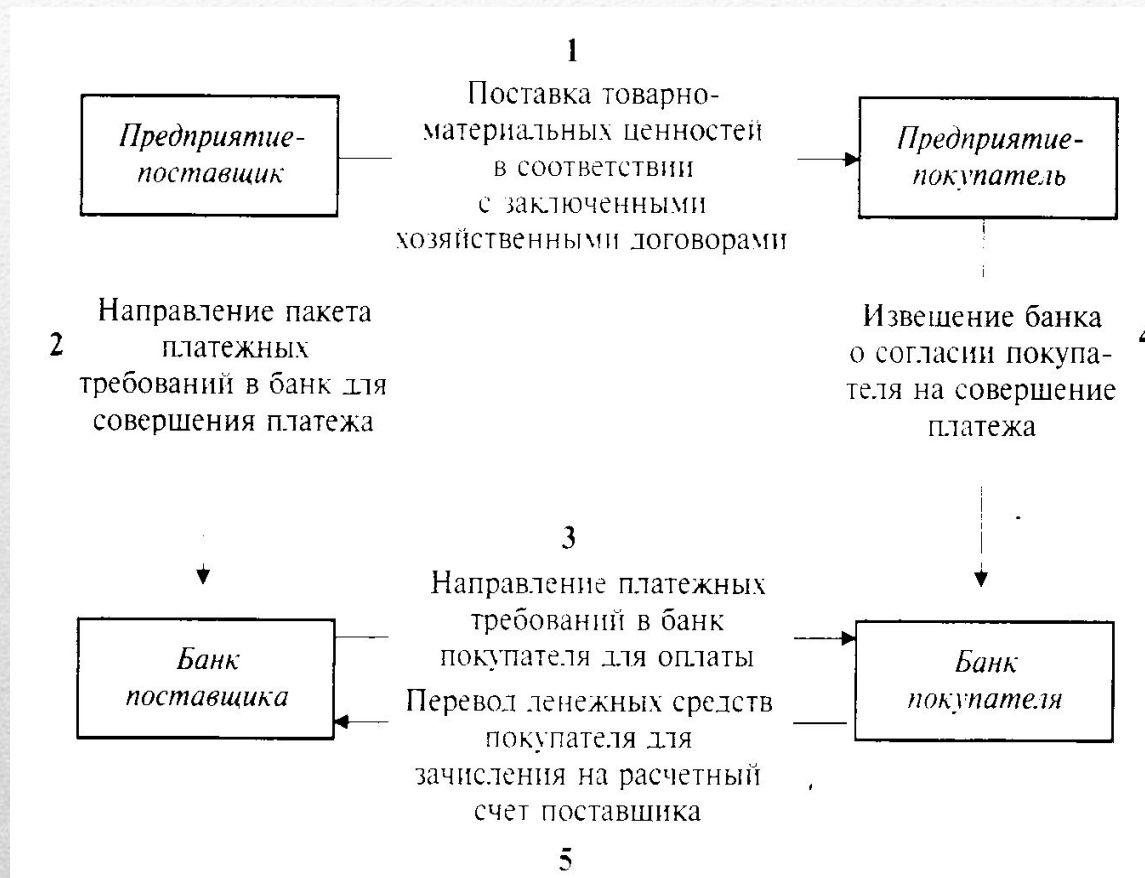 1
Предприятие-
поставщик
Поставка товарно-
материальных ценностей
в соответствии
с заключенными
хозяйственными договорами
Предприятие-
покупатель
2
Направление пакета
платежных
требований в банк для
совершения платежа
Извещение банка
о согласии покупа-
теля на совершение
платежа
4
3
Направление платежных
требований в банк
покупателя для оплаты
Банк
поставщика
Перевод денежных средств
покупателя для
зачисления на расчетный
счет поставщика
Банк
покупателя
5